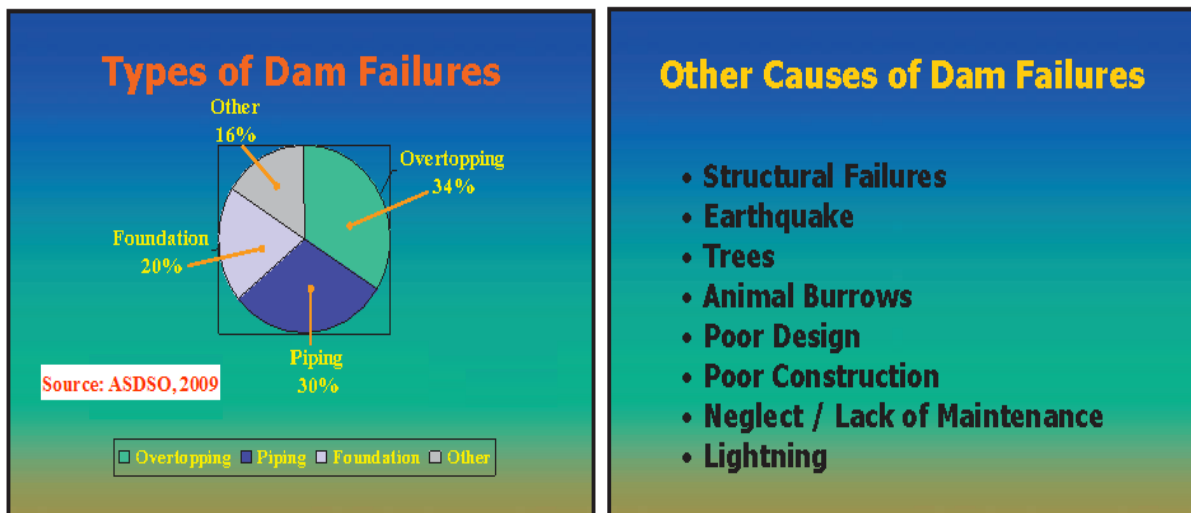 Types of Dam Failures
Other
16%
Overtopping
34%
Foundation
20%
Piping
30%
Source: ASDSO, 2009
Overtopping Piping Foundation Other
Other Causes of Dam Failures
• Structural Failures
• Earthquake
• Trees
• Animal Burrows
• Poor Design
• Poor Construction
• Neglect / Lack of Maintenance
• Lightning